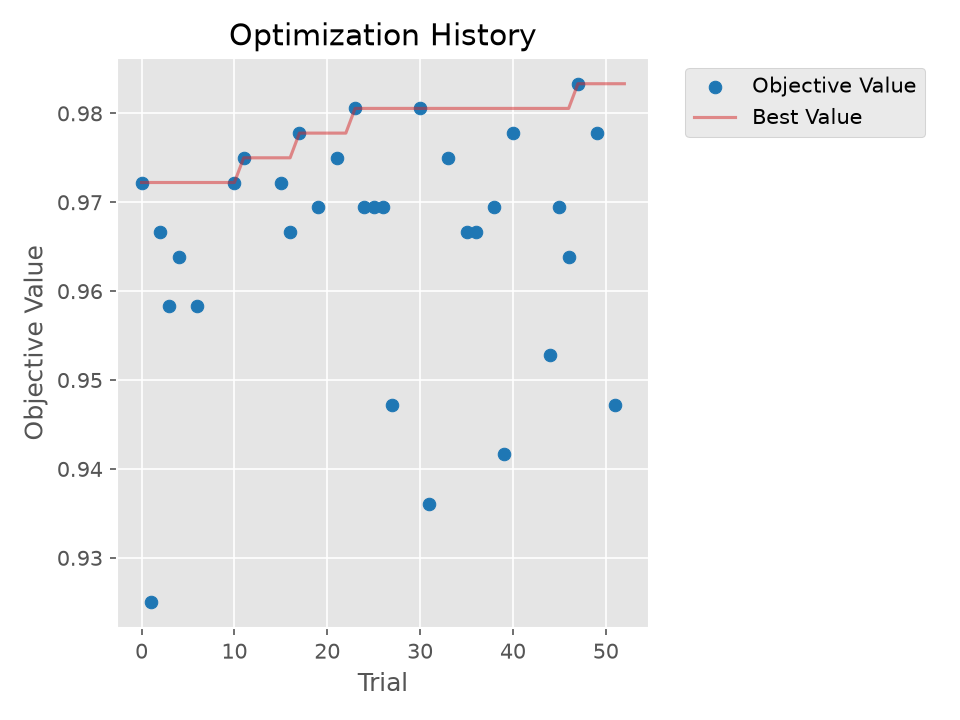 Optimization History
Objective Value
Best Value
0.98
0.97
0.96
0.95
0.94
0.93
Objective Value
0
10
20
30
40
50
Trial